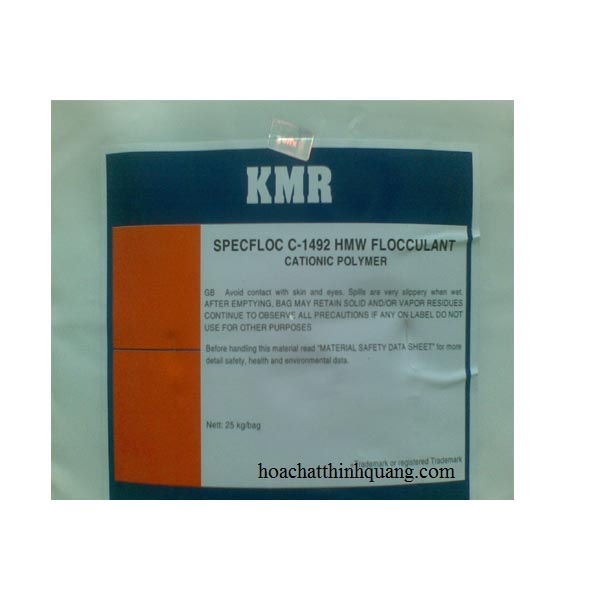 KMR
SPECFLOC C-1492 HMW FLOCCULANT
CATIONIC POLYMER
GB Avoid contact with skin and eyes. Spills are very slippery when wet.
AFTER EMPTYING, BAG MAY RETAIN SOLID AND/OR VAPOR RESIDUES
CONTINUE TO OBSERVE ALL PRECAUTIONS IF ANY ON LABEL DO NOT
USE FOR OTHER PURPOSES
Before handling this material read "MATERIAL SAFETY DATA SHEET" for more
detail safety, health and environmental data.
Nett: 25 kg/bag
Trademark or registered Trademark
hoachatthinhquang.com